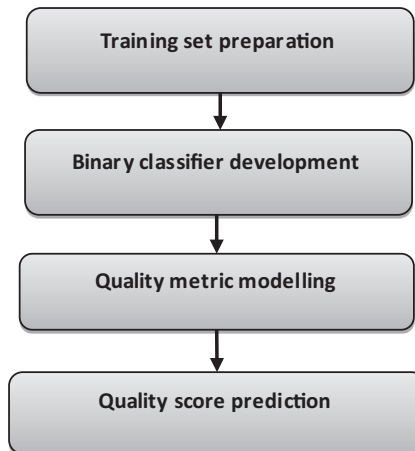 Training set preparation
Binary classifier development
Quality metric modelling
Quality score prediction